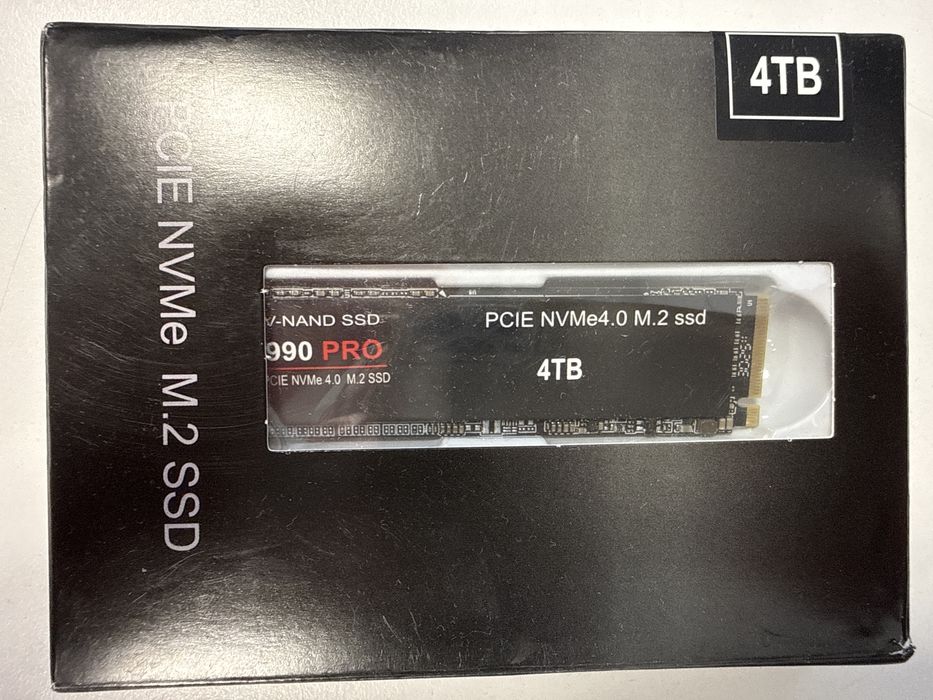 4TB
PCIE NVMe M.2 SSD
V-NAND SSD
990 PRO
PCIE NVMe 4.0 M.2 SSD
PCIE NVMe4.0 M.2 ssd
4TB